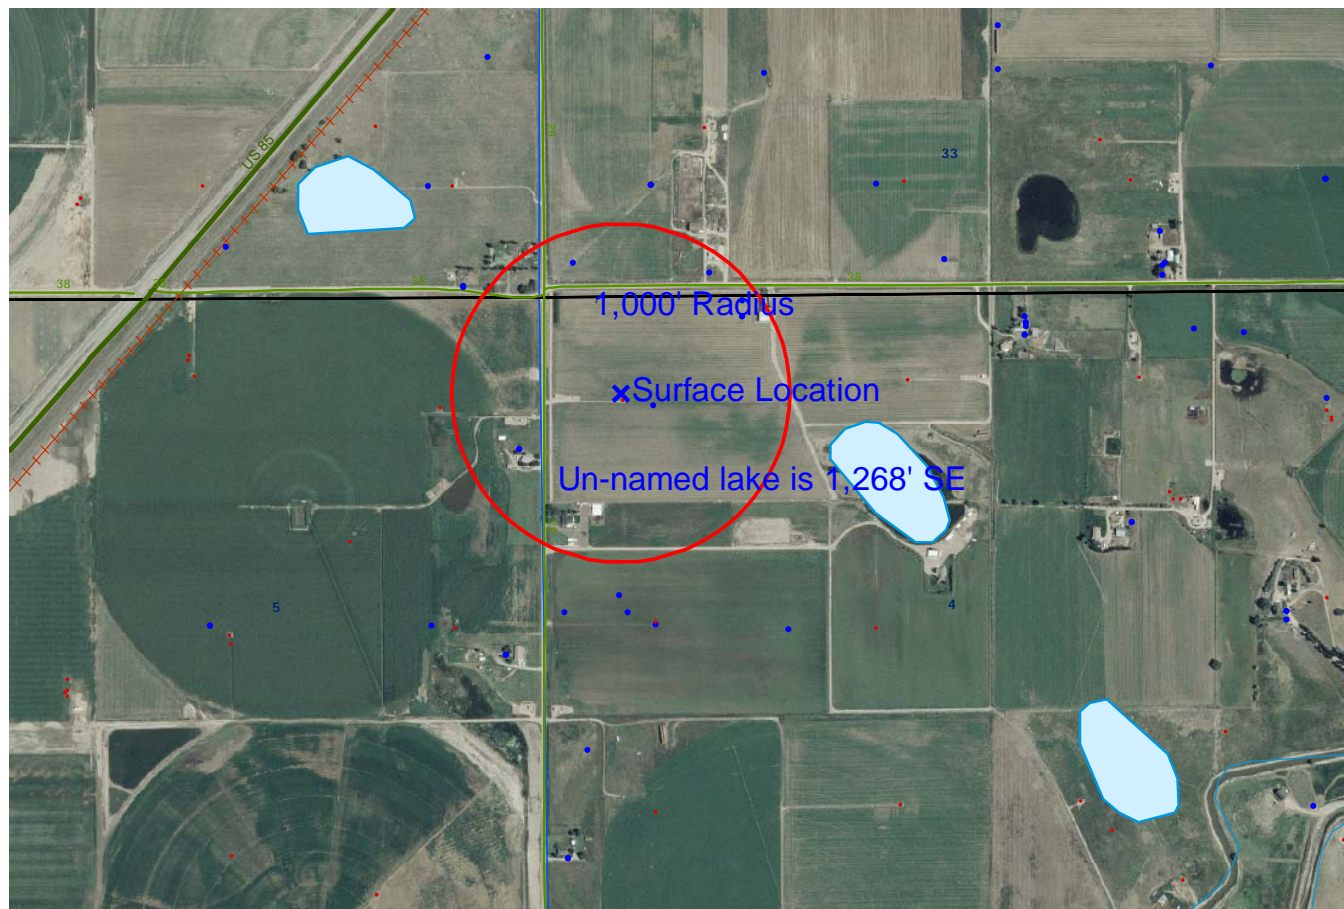 US 85
29
33
38
38
38
1,000' Radius
Surface Location
Un-named lake is 1,268' SE
5
4